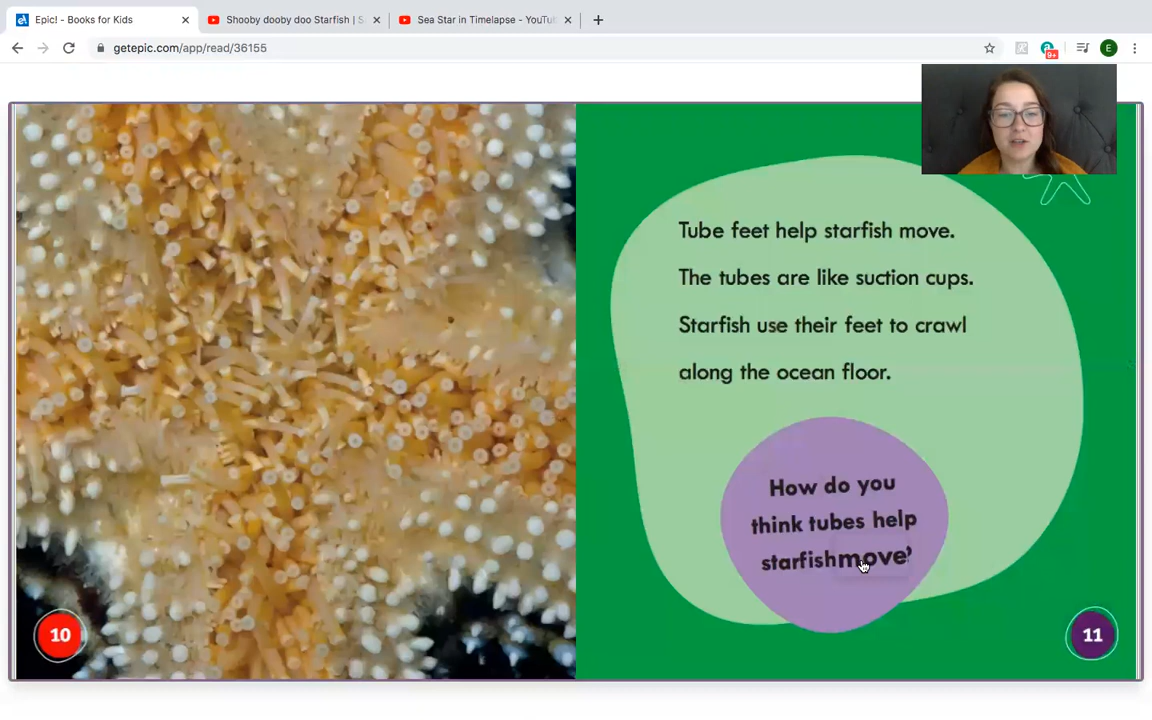 Epic! - Books for Kids
Shooby dooby doo Starfish | S
Sea Star in Timelapse - YouTub
getepic.com/app/read/36155
9+
E
Tube feet help starfish move.
The tubes are like suction cups.
Starfish use their feet to crawl
along the ocean floor.
How do you
think tubes help
starfish move?
10
11